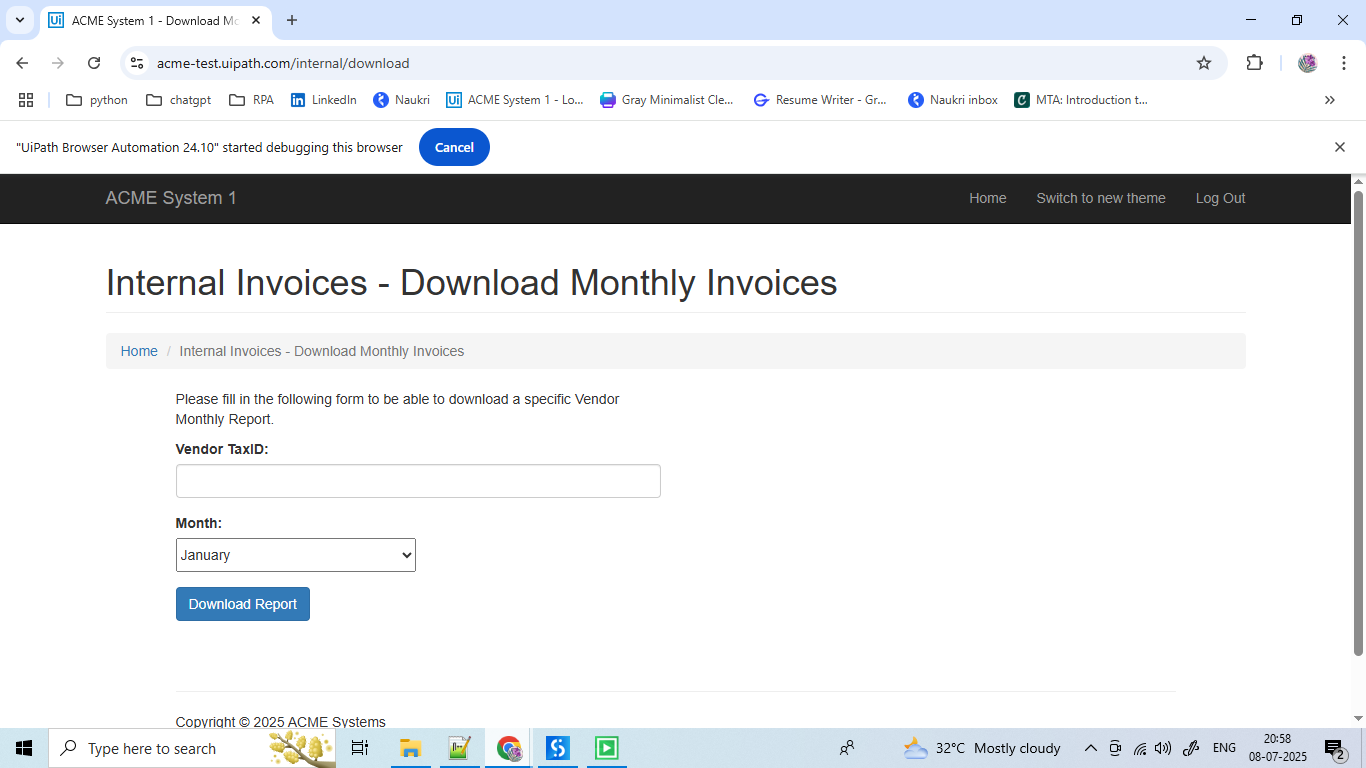 ACME System 1 - Download Mo
acme-test.uipath.com/internal/download
python chatgpt RPA LinkedIn Naukri ACME System 1 - Lo... Gray Minimalist Cle... Resume Writer - Gr... Naukri inbox MTA: Introduction t...
"UiPath Browser Automation 24.10" started debugging this browser Cancel
ACME System 1 Home Switch to new theme Log Out
Internal Invoices - Download Monthly Invoices
Home / Internal Invoices - Download Monthly Invoices
Please fill in the following form to be able to download a specific Vendor
Monthly Report.
Vendor TaxID:
Month:
January
Download Report
Copyright © 2025 ACME Systems
Type here to search 32°C Mostly cloudy ENG 20:58
08-07-2025
2